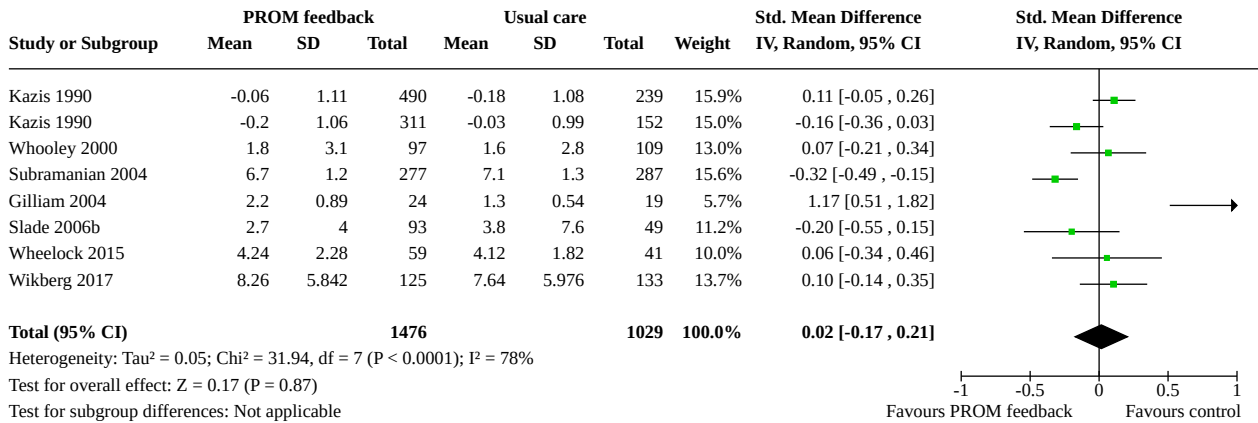 PROM feedback Usual care Std. Mean Difference Std. Mean Difference
Study or Subgroup Mean SD Total Mean SD Total Weight IV, Random, 95% CI IV, Random, 95% CI
Kazis 1990 -0.06 1.11 490 -0.18 1.08 239 15.9% 0.11 [-0.05 , 0.26]
Kazis 1990 -0.2 1.06 311 -0.03 0.99 152 15.0% -0.16 [-0.36 , 0.03]
Whooley 2000 1.8 3.1 97 1.6 2.8 109 13.0% 0.07 [-0.21 , 0.34]
Subramanian 2004 6.7 1.2 277 7.1 1.3 287 15.6% -0.32 [-0.49 , -0.15]
Gilliam 2004 2.2 0.89 24 1.3 0.54 19 5.7% 1.17 [0.51 , 1.82]
Slade 2006b 2.7 4 93 3.8 7.6 49 11.2% -0.20 [-0.55 , 0.15]
Wheelock 2015 4.24 2.28 59 4.12 1.82 41 10.0% 0.06 [-0.34 , 0.46]
Wikberg 2017 8.26 5.842 125 7.64 5.976 133 13.7% 0.10 [-0.14 , 0.35]
Total (95% CI) 1476 1029 100.0% 0.02 [-0.17 , 0.21]
Heterogeneity: Tau² = 0.05; Chi² = 31.94, df = 7 (P < 0.0001); I² = 78%
Test for overall effect: Z = 0.17 (P = 0.87)
Test for subgroup differences: Not applicable
-1 -0.5 0 0.5 1
Favours PROM feedback Favours control